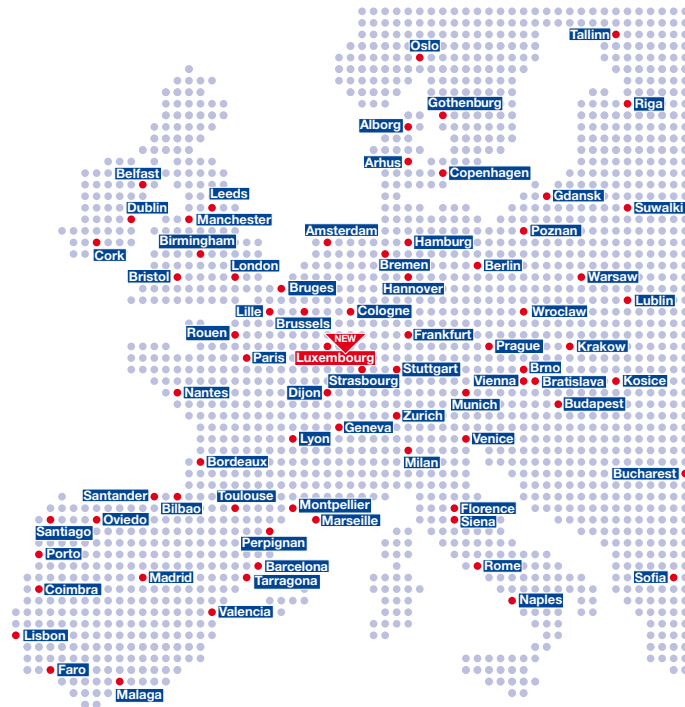 Tallinn
Oslo
Gothenburg
Riga
Alborg
Arhus
Belfast
Copenhagen
Leeds
Gdansk
Dublin
Suwalki
Manchester
Amsterdam
Poznan
Birmingham
Hamburg
Cork
London
Bremen
Berlin
Bristol
Warsaw
Bruges
Hannover
Lublin
Lille
Cologne
Wroclaw
Brussels
Rouen
NEW
Frankfurt
Prague
Krakow
Paris
Luxembourg
Stuttgart
Brno
Strasbourg
Vienna
Bratislava
Kosice
Nantes
Dijon
Munich
Budapest
Zurich
Geneva
Lyon
Venice
Bordeaux
Milan
Bucharest
Santander
Toulouse
Bilbao
Montpellier
Florence
Oviedo
Marseille
Siena
Santiago
Perpignan
Porto
Barcelona
Rome
Madrid
Tarragona
Sofia
Coimbra
Naples
Valencia
Lisbon
Faro
Malaga